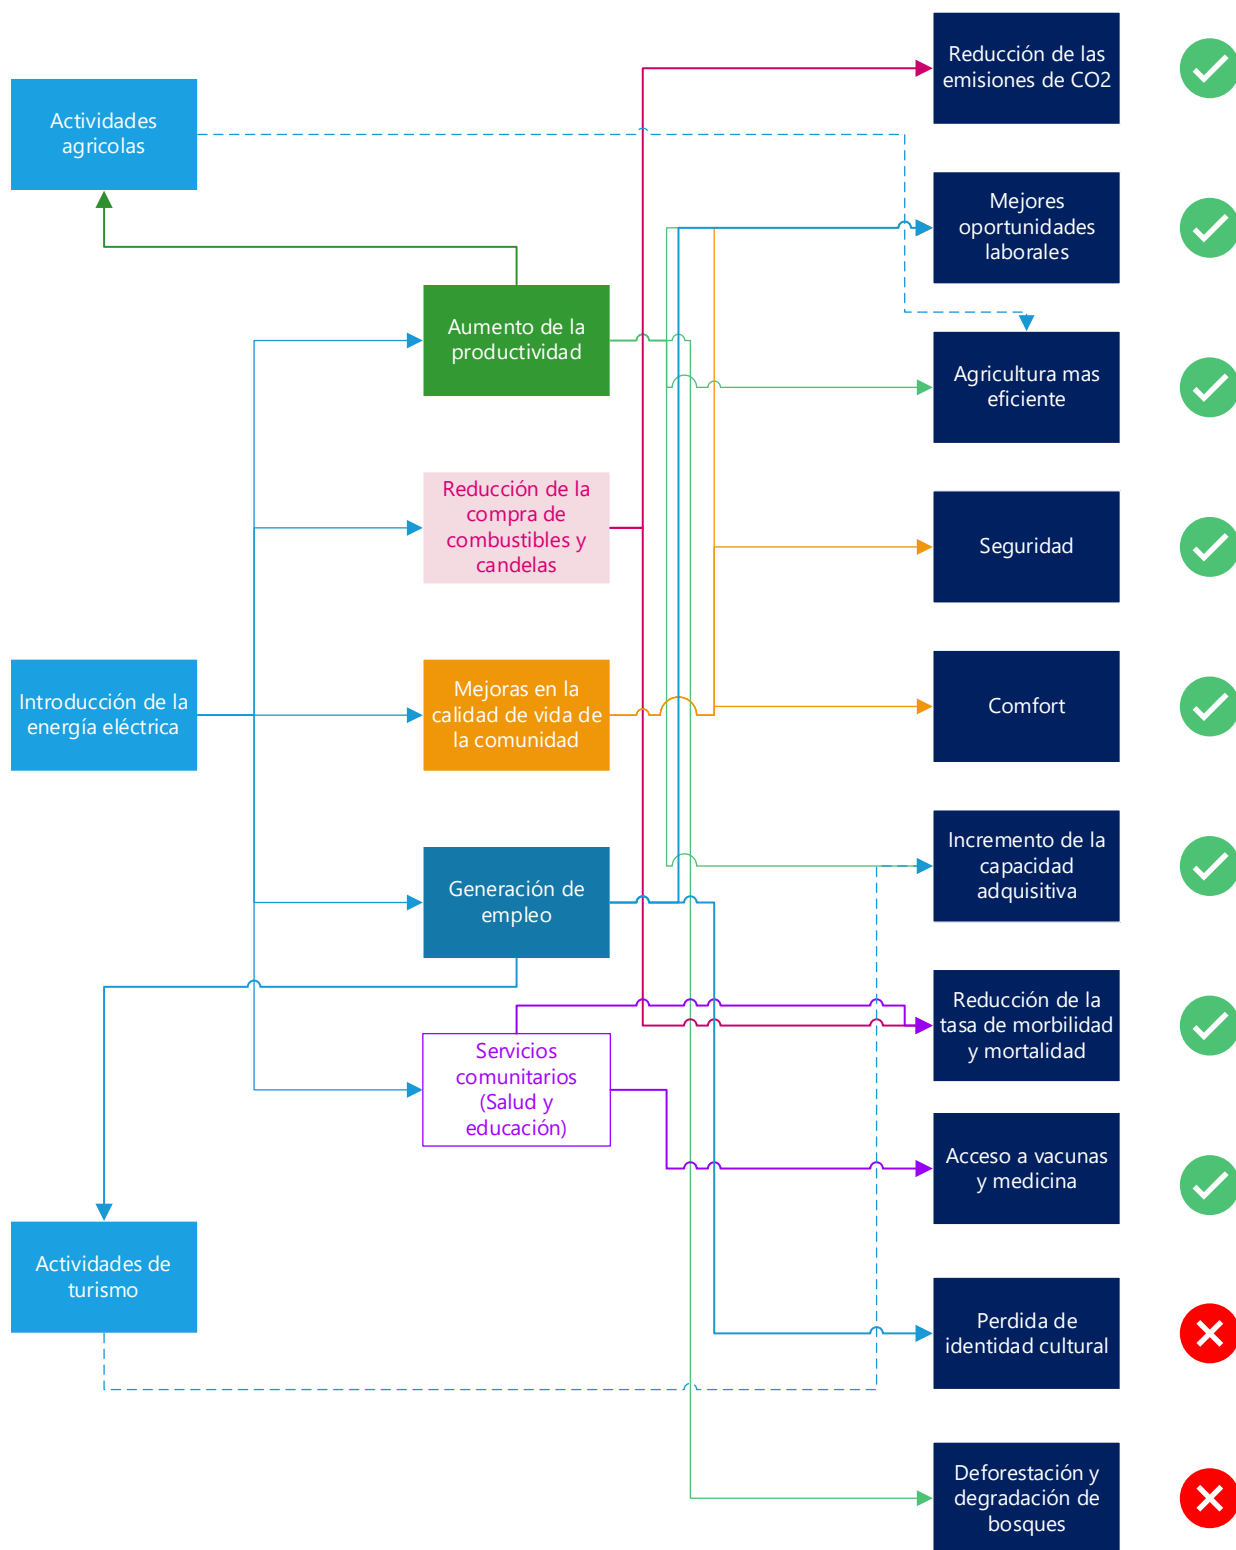 Reducción de las
emisiones de CO2
Actividades
agricolas
Mejores
oportunidades
laborales
Aumento de la
productividad
Agricultura mas
eficiente
Reducción de la
compra de
combustibles y
candelas
Seguridad
Introducción de la
energía eléctrica
Mejoras en la
calidad de vida de
la comunidad
Comfort
Generación de
empleo
Incremento de la
capacidad
adquisitiva
Reducción de la
tasa de morbilidad
y mortalidad
Servicios
comunitarios
(Salud y
educación)
Acceso a vacunas
y medicina
Actividades de
turismo
Perdida de
identidad cultural
Deforestación y
degradación de
bosques